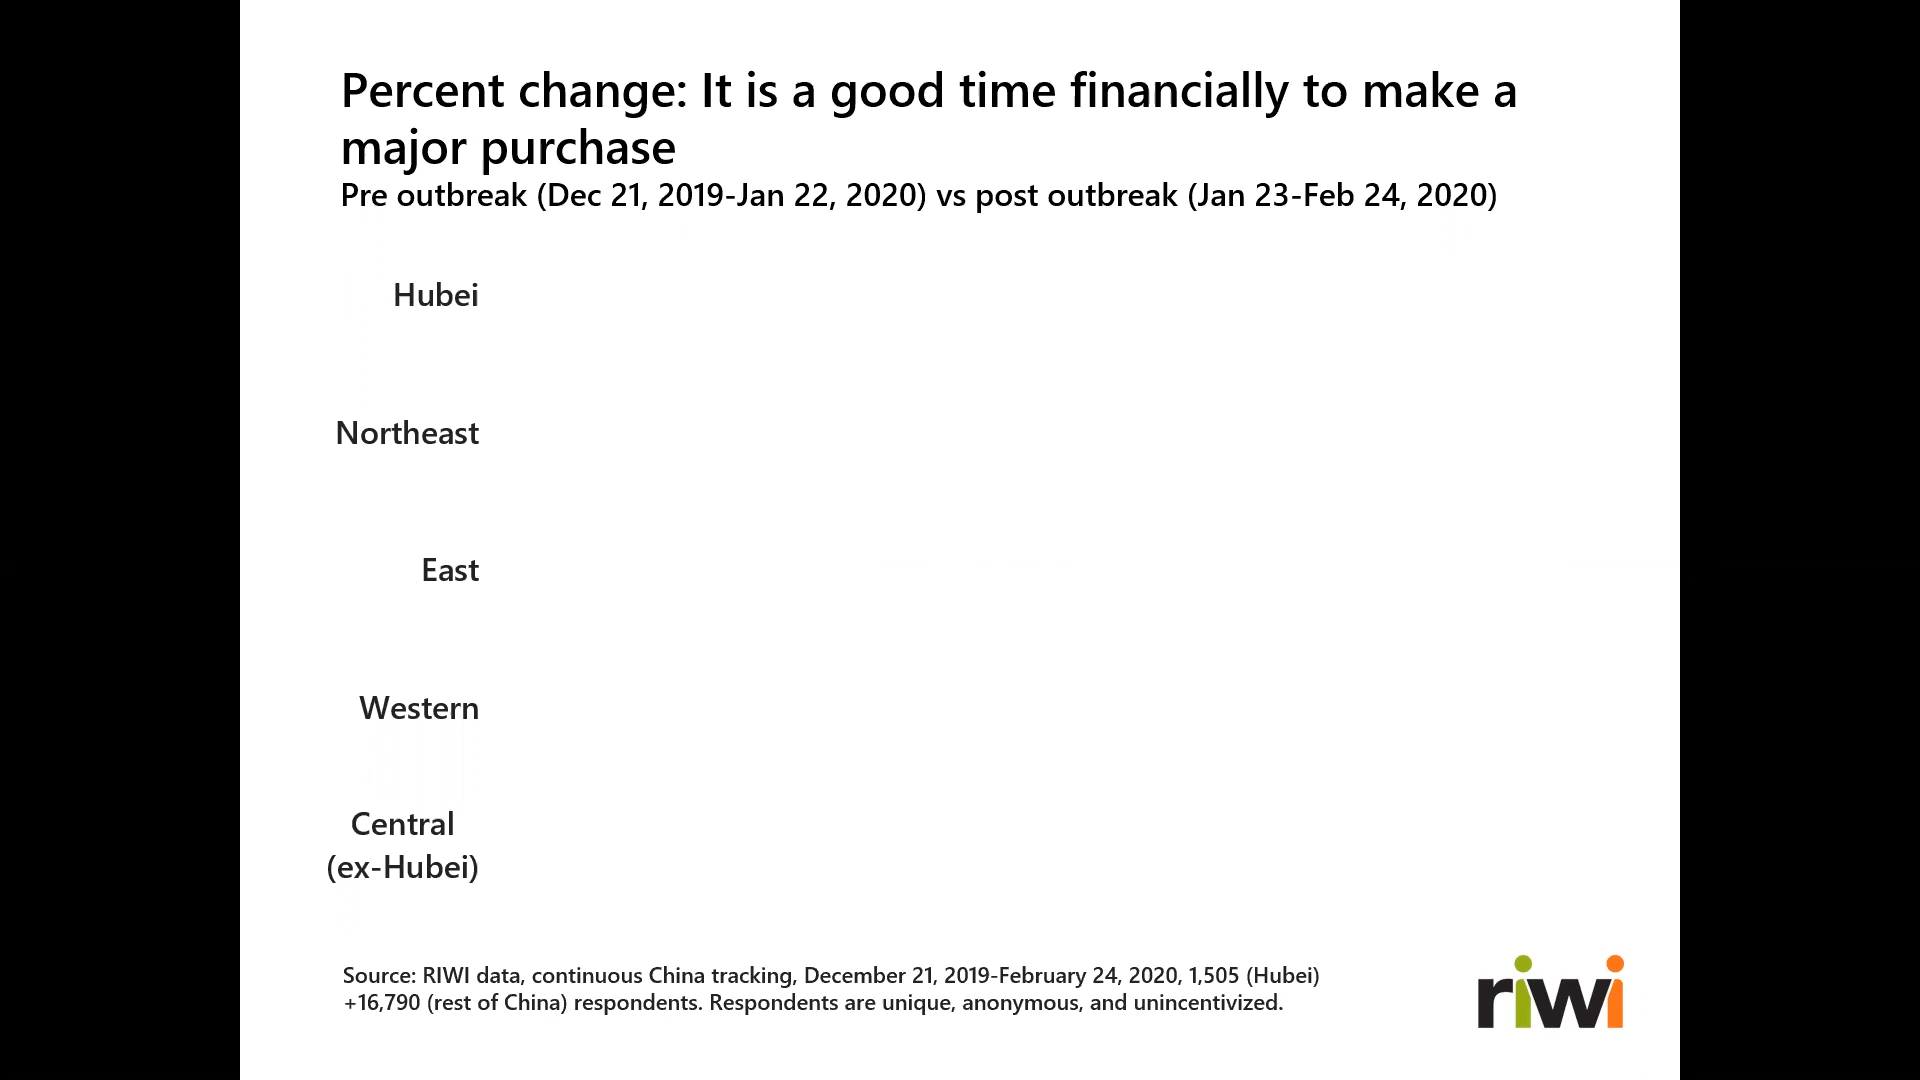 Percent change: It is a good time financially to make a
major purchase
Pre outbreak (Dec 21, 2019-Jan 22, 2020) vs post outbreak (Jan 23-Feb 24, 2020)
Hubei
Northeast
East
Western
Central
(ex-Hubei)
Source: RIWI data, continuous China tracking, December 21, 2019-February 24, 2020, 1,505 (Hubei)
+16,790 (rest of China) respondents. Respondents are unique, anonymous, and unincentivized.
riwi